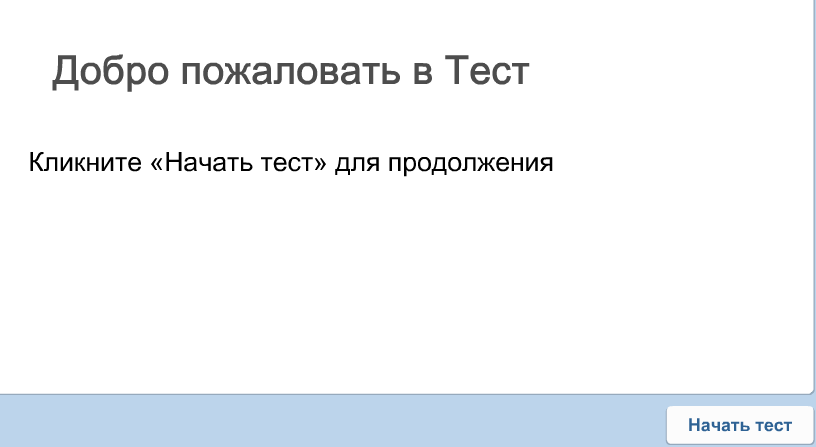 Добро пожаловать в Тест
Кликните «Начать тест» для продолжения
Начать тест